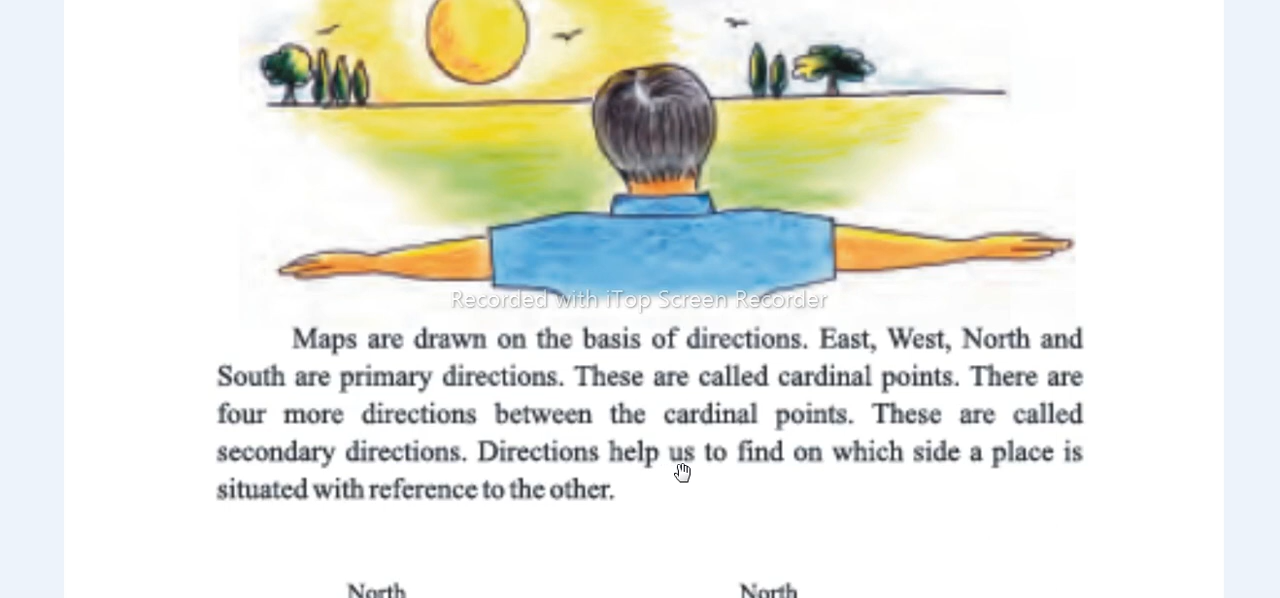 Recorded with iTop Screen Recorder
Maps are drawn on the basis of directions. East, West, North and
South are primary directions. These are called cardinal points. There are
four more directions between the cardinal points. These are called
secondary directions. Directions help us to find on which side a place is
situated with reference to the other.
North North